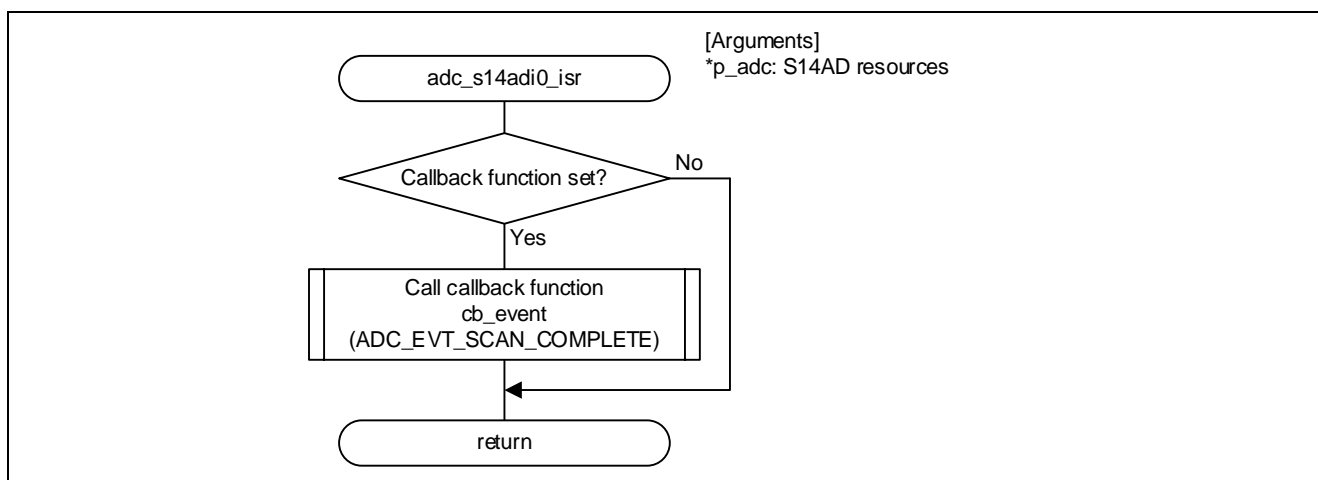 [Arguments]
*p_adc: S14AD resources
adc_s14adi0_isr
Callback function set?
No
Yes
Call callback function
cb_event
(ADC_EVT_SCAN_COMPLETE)
return